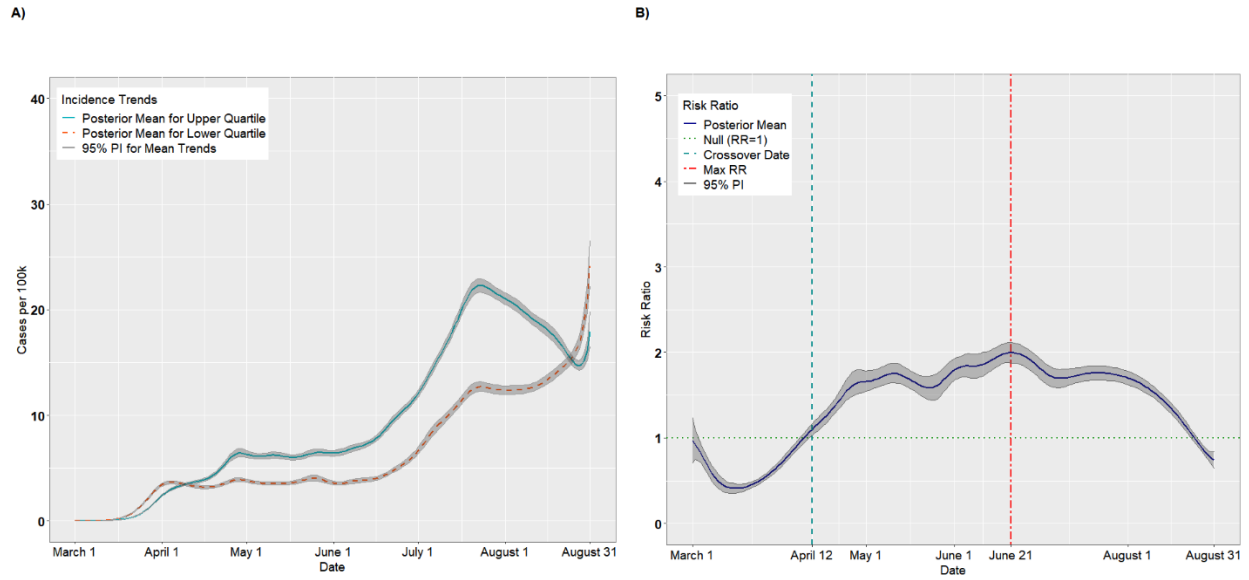 A)
Incidence Trends
Posterior Mean for Upper Quartile
Posterior Mean for Lower Quartile
95% PI for Mean Trends
Cases per 100k
40
30
20
10
0
March 1
April 1
May 1
June 1
July 1
August 1
August 31
Date
B)
Risk Ratio
Posterior Mean
Null (RR=1)
Crossover Date
Max RR
95% PI
Risk Ratio
5
4
3
2
1
0
March 1
April 12
May 1
June 1
June 21
August 1
August 31
Date